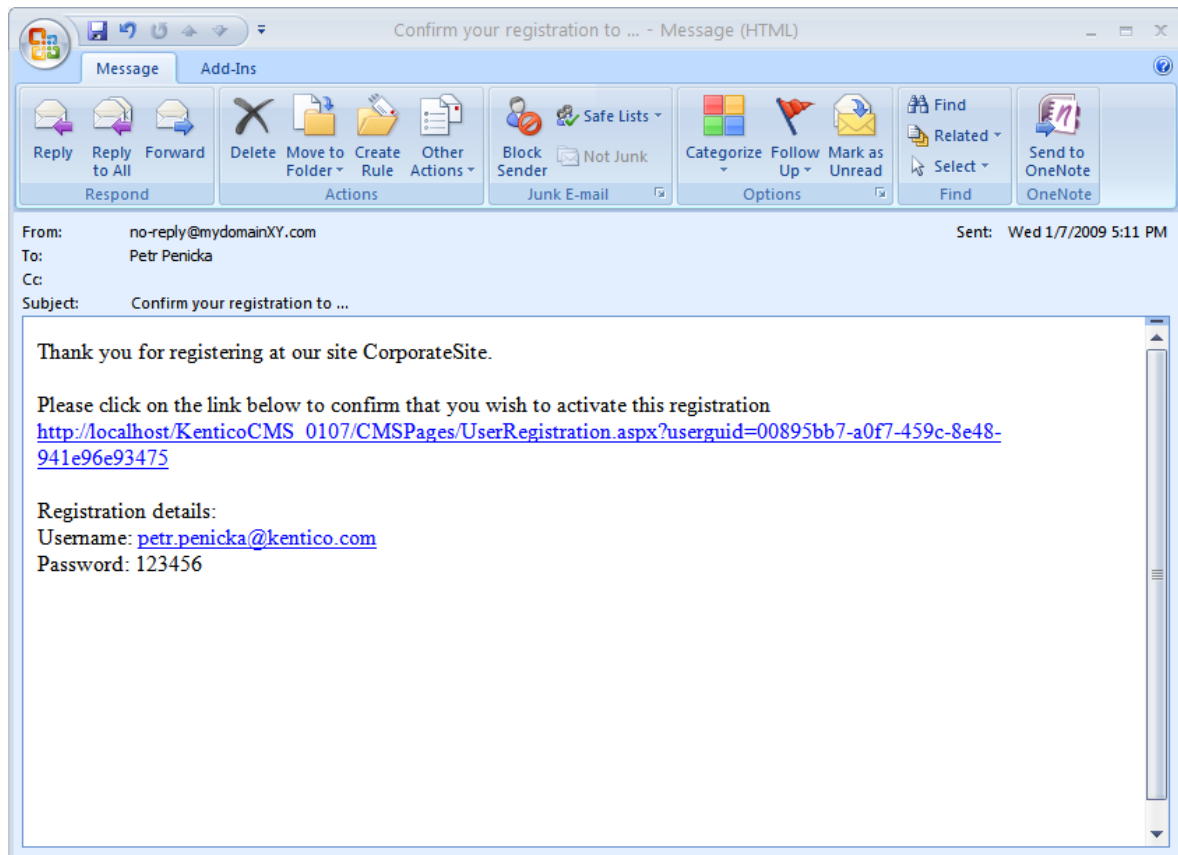 Confirm your registration to ... - Message (HTML)
Message Add-Ins
Reply Reply to All Forward
Respond
Delete Move to Folder Create Rule Other Actions
Actions
Block Sender Safe Lists Not Junk
Junk E-mail
Categorize Follow Up Mark as Unread
Options
Find
Related
Select
Find
Send to OneNote
OneNote
From: no-reply@mydomainXY.com Sent: Wed 1/7/2009 5:11 PM
To: Petr Penicka
Cc:
Subject: Confirm your registration to ...
Thank you for registering at our site CorporateSite.
Please click on the link below to confirm that you wish to activate this registration
http://localhost/KenticoCMS_0107/CMSPages/UserRegistration.aspx?userguid=00895bb7-a0f7-459c-8e48-
941e96e93475
Registration details:
Username: petr.penicka@kentico.com
Password: 123456